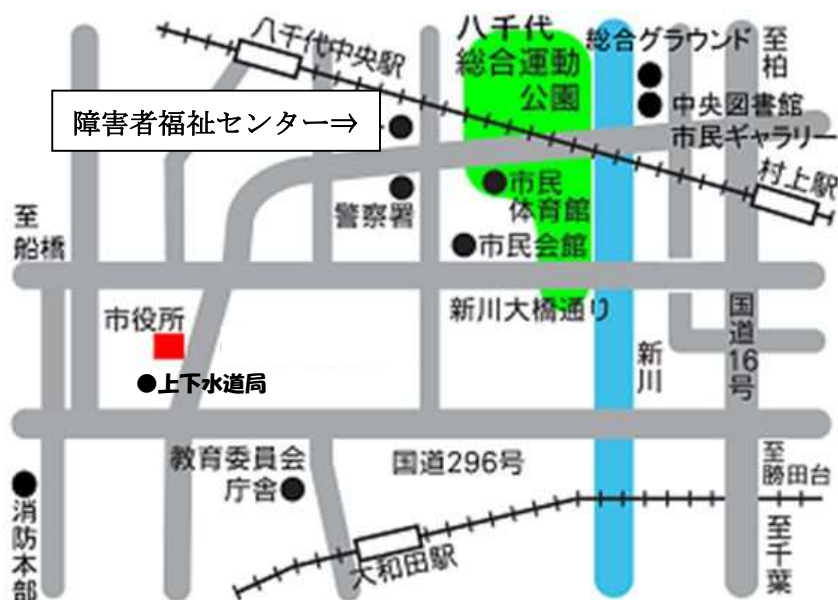 八千代中央駅
八千代
総合運動
公園
総合グラウンド
至
柏
障害者福祉センター⇒
中央図書館
市民ギャラリー
村上駅
警察署
市民
体育館
至
船橋
市民会館
市役所
新川大橋通り
新川
国道16号
●上下水道局
教育委員会
庁舎
国道296号
至
勝田台
消防本部
大和田駅
至千葉